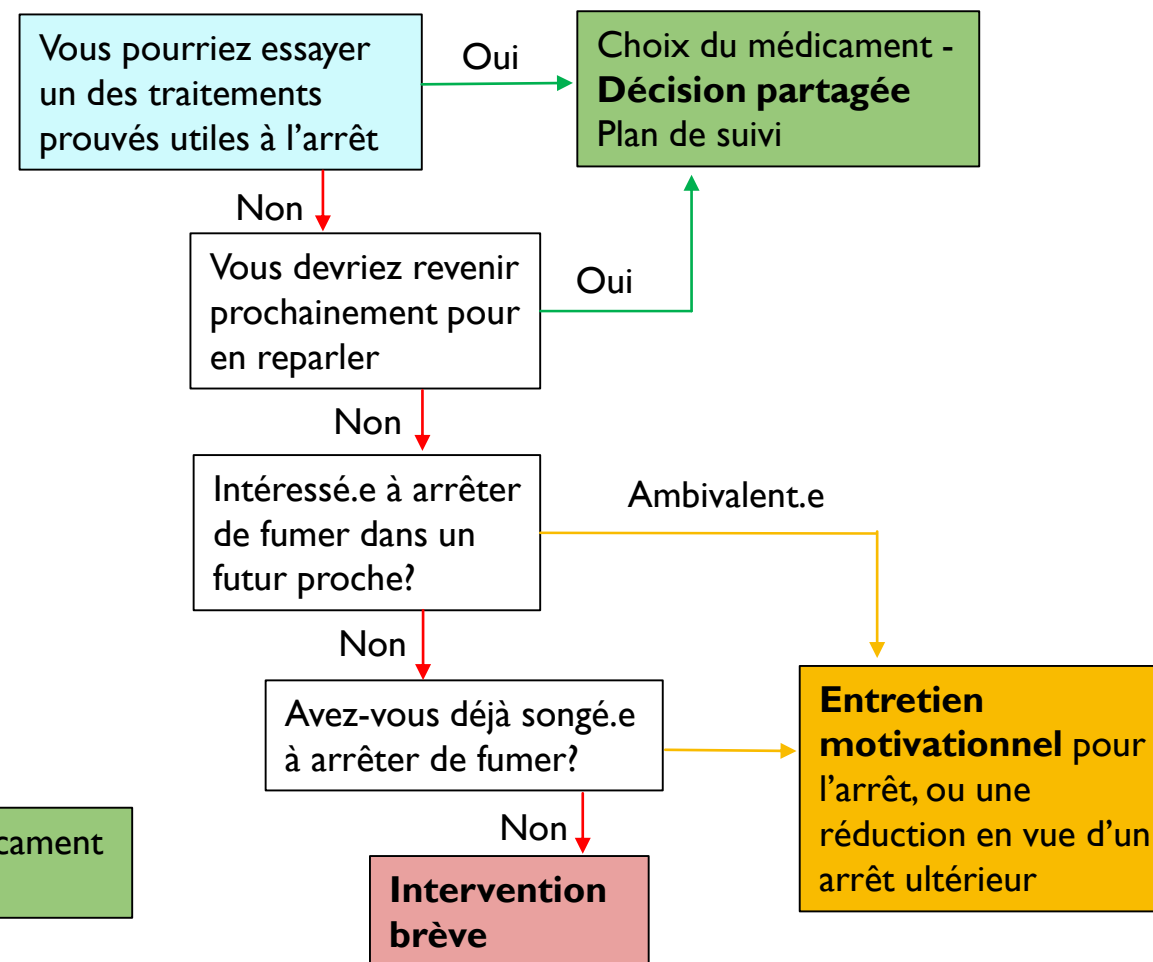 Vous pourriez essayer
un des traitements
prouvés utiles à l'arrêt
Oui
Choix du médicament -
Décision partagée
Plan de suivi
Non
Vous devriez revenir
prochainement pour
en reparler
Oui
Non
Intéressé.e à arrêter
de fumer dans un
futur proche?
Ambivalent.e
Non
Avez-vous déjà songé.e
à arrêter de fumer?
Entretien
motivationnel pour
l'arrêt, ou une
réduction en vue d'un
arrêt ultérieur
Non
cament
Intervention
brève